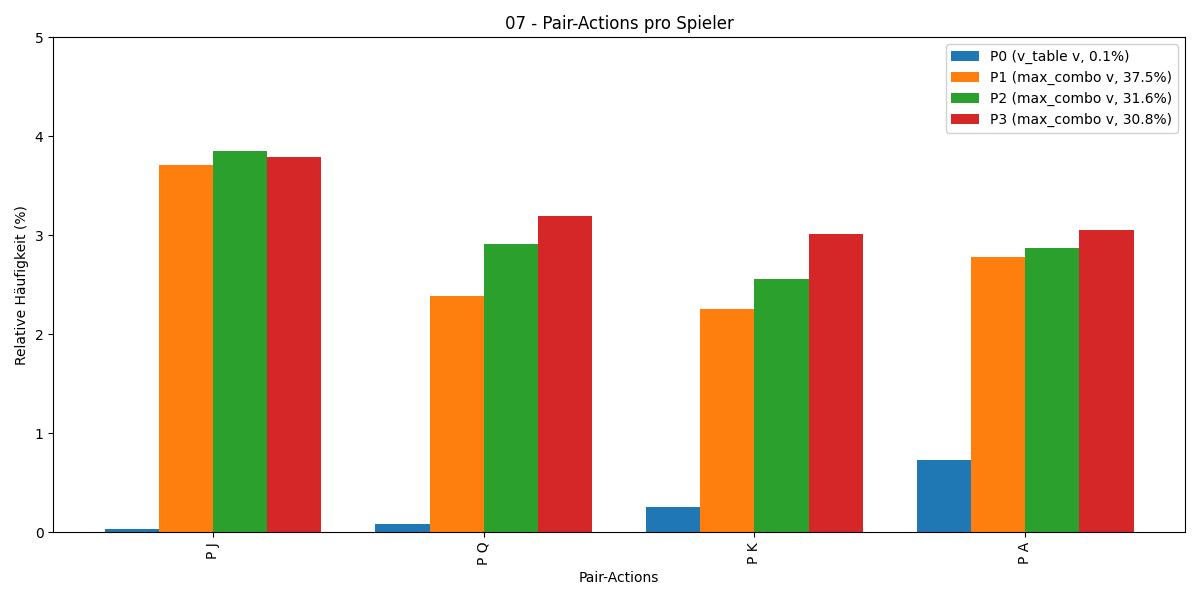 07 - Pair-Actions pro Spieler
P0 (v_table v, 0.1%)
P1 (max_combo v, 37.5%)
P2 (max_combo v, 31.6%)
P3 (max_combo v, 30.8%)
Relative Häufigkeit (%)
5
4
3
2
1
0
P J
P Q
P K
P A
Pair-Actions